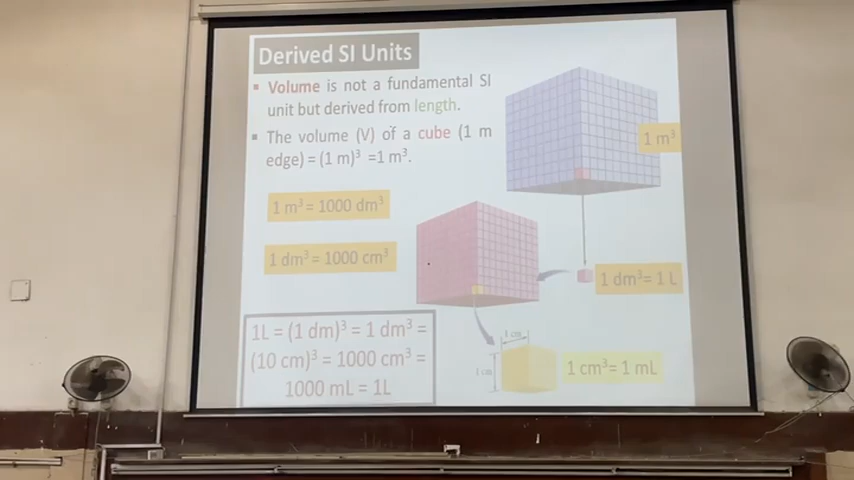 Derived SI Units
▪ Volume is not a fundamental SI
unit but derived from length.
▪ The volume (V) of a cube (1 m
edge) = (1 m)³ =1 m³.
1 m³
1 m³ = 1000 dm³
1 dm³ = 1000 cm³
1 dm³= 1 L
1L = (1 dm)³ = 1 dm³ =
(10 cm)³ = 1000 cm³ =
1000 mL = 1L
1 cm
1 cm
1 cm³= 1 mL